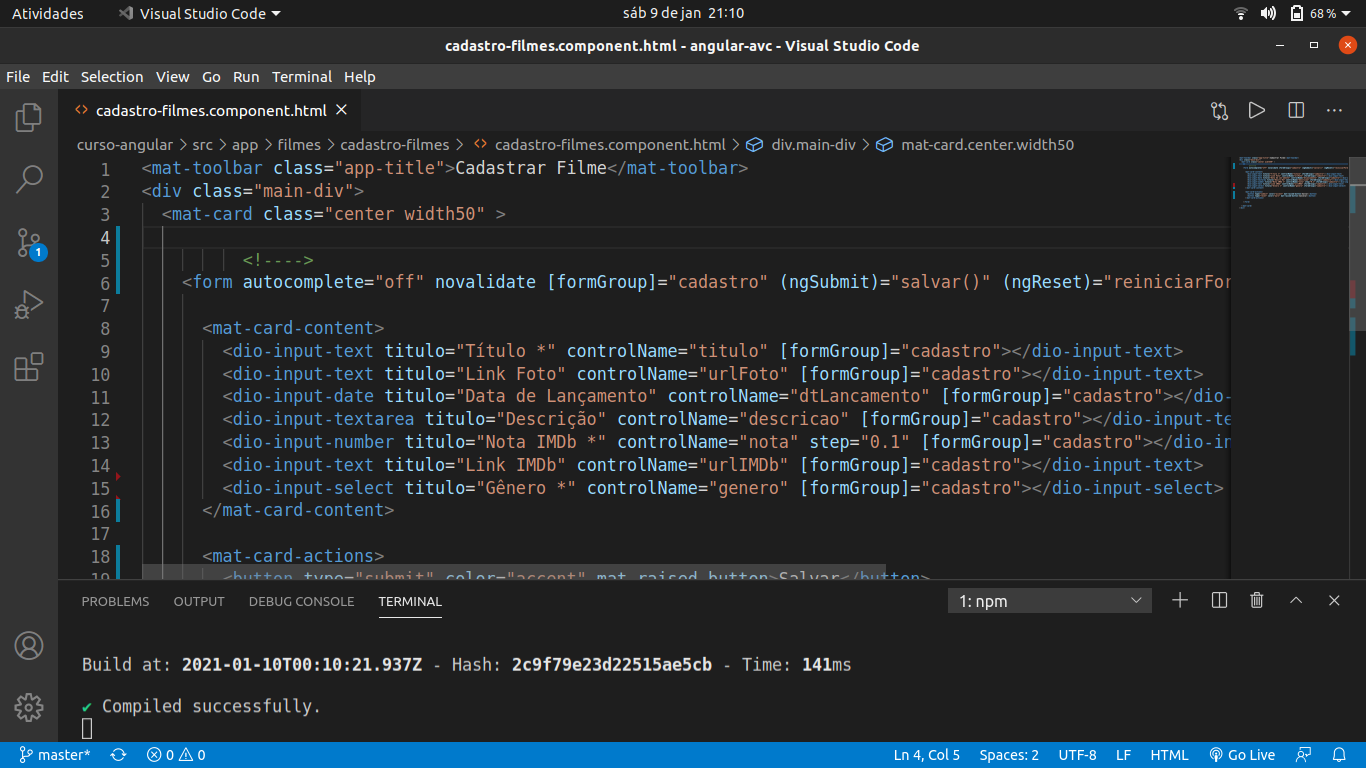 Atividades Visual Studio Code sáb 9 de jan 21:10 68 %
cadastro-filmes.component.html - angular-avc - Visual Studio Code
File Edit Selection View Go Run Terminal Help
cadastro-filmes.component.html
curso-angular > src > app > filmes > cadastro-filmes > cadastro-filmes.component.html > div.main-div > mat-card.center.width50
1 <mat-toolbar class="app-title">Cadastrar Filme</mat-toolbar>
2 <div class="main-div">
3 <mat-card class="center width50" >
4
5 <!---->
6 <form autocomplete="off" novalidate [formGroup]="cadastro" (ngSubmit)="salvar()" (ngReset)="reiniciarFor
7
8 <mat-card-content>
9 <dio-input-text titulo="Título *" controlName="titulo" [formGroup]="cadastro"></dio-input-text>
10 <dio-input-text titulo="Link Foto" controlName="urlFoto" [formGroup]="cadastro"></dio-input-text>
11 <dio-input-date titulo="Data de Lançamento" controlName="dtLancamento" [formGroup]="cadastro"></dio-
12 <dio-input-textarea titulo="Descrição" controlName="descricao" [formGroup]="cadastro"></dio-input-te
13 <dio-input-number titulo="Nota IMDb *" controlName="nota" step="0.1" [formGroup]="cadastro"></dio-in
14 <dio-input-text titulo="Link IMDb" controlName="urlIMDb" [formGroup]="cadastro"></dio-input-text>
15 <dio-input-select titulo="Gênero *" controlName="genero" [formGroup]="cadastro"></dio-input-select>
16 </mat-card-content>
17
18 <mat-card-actions>
19 <button type="submit" color="accent" mat-raised-button>Salvar</button>
1
PROBLEMS OUTPUT DEBUG CONSOLE TERMINAL 1: npm
Build at: 2021-01-10T00:10:21.937Z - Hash: 2c9f79e23d22515ae5cb - Time: 141ms
✔ Compiled successfully.
master* 0 0 Ln 4, Col 5 Spaces: 2 UTF-8 LF HTML Go Live